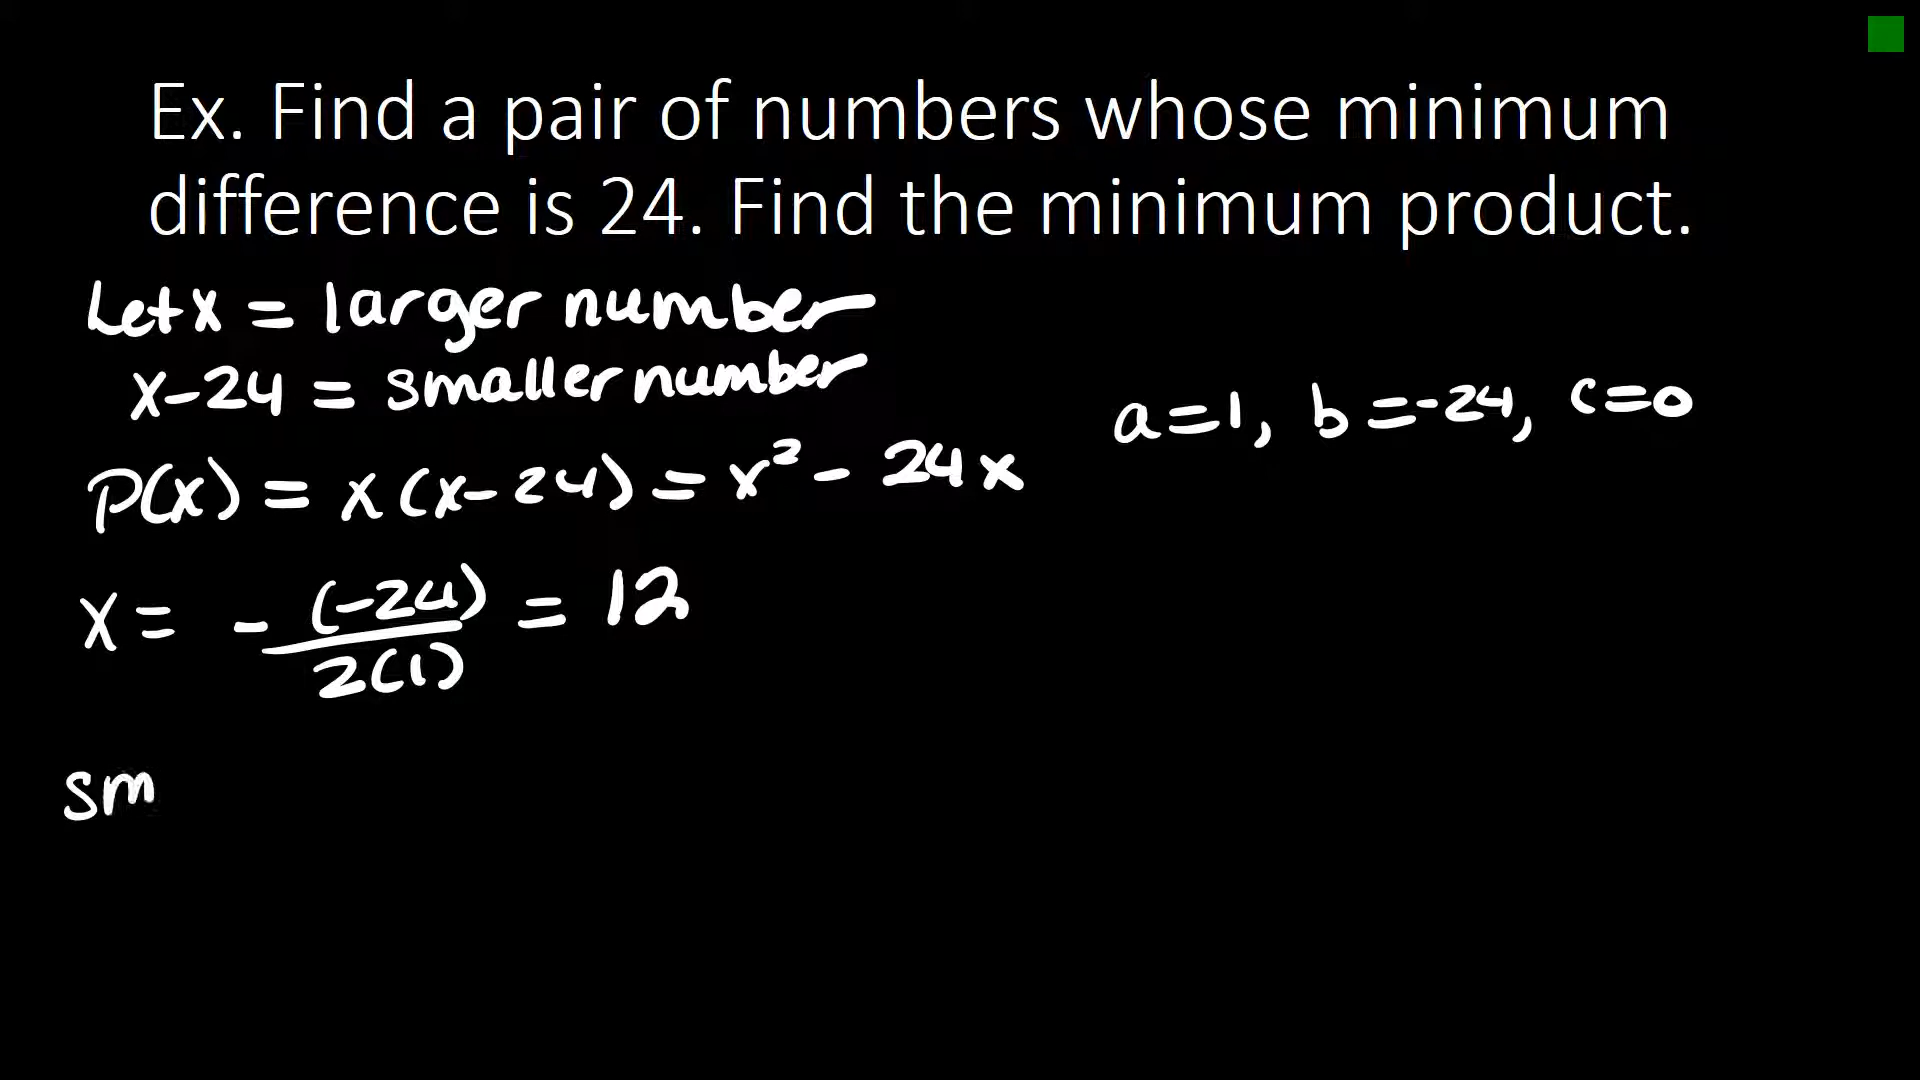 Ex. Find a pair of numbers whose minimum
difference is 24. Find the minimum product.
Let x = larger number
x-24 = smaller number
a=1, b=-24, c=0
P(x) = x(x-24) = x² - 24x
x = -(-24)/2(1) = 12
sm